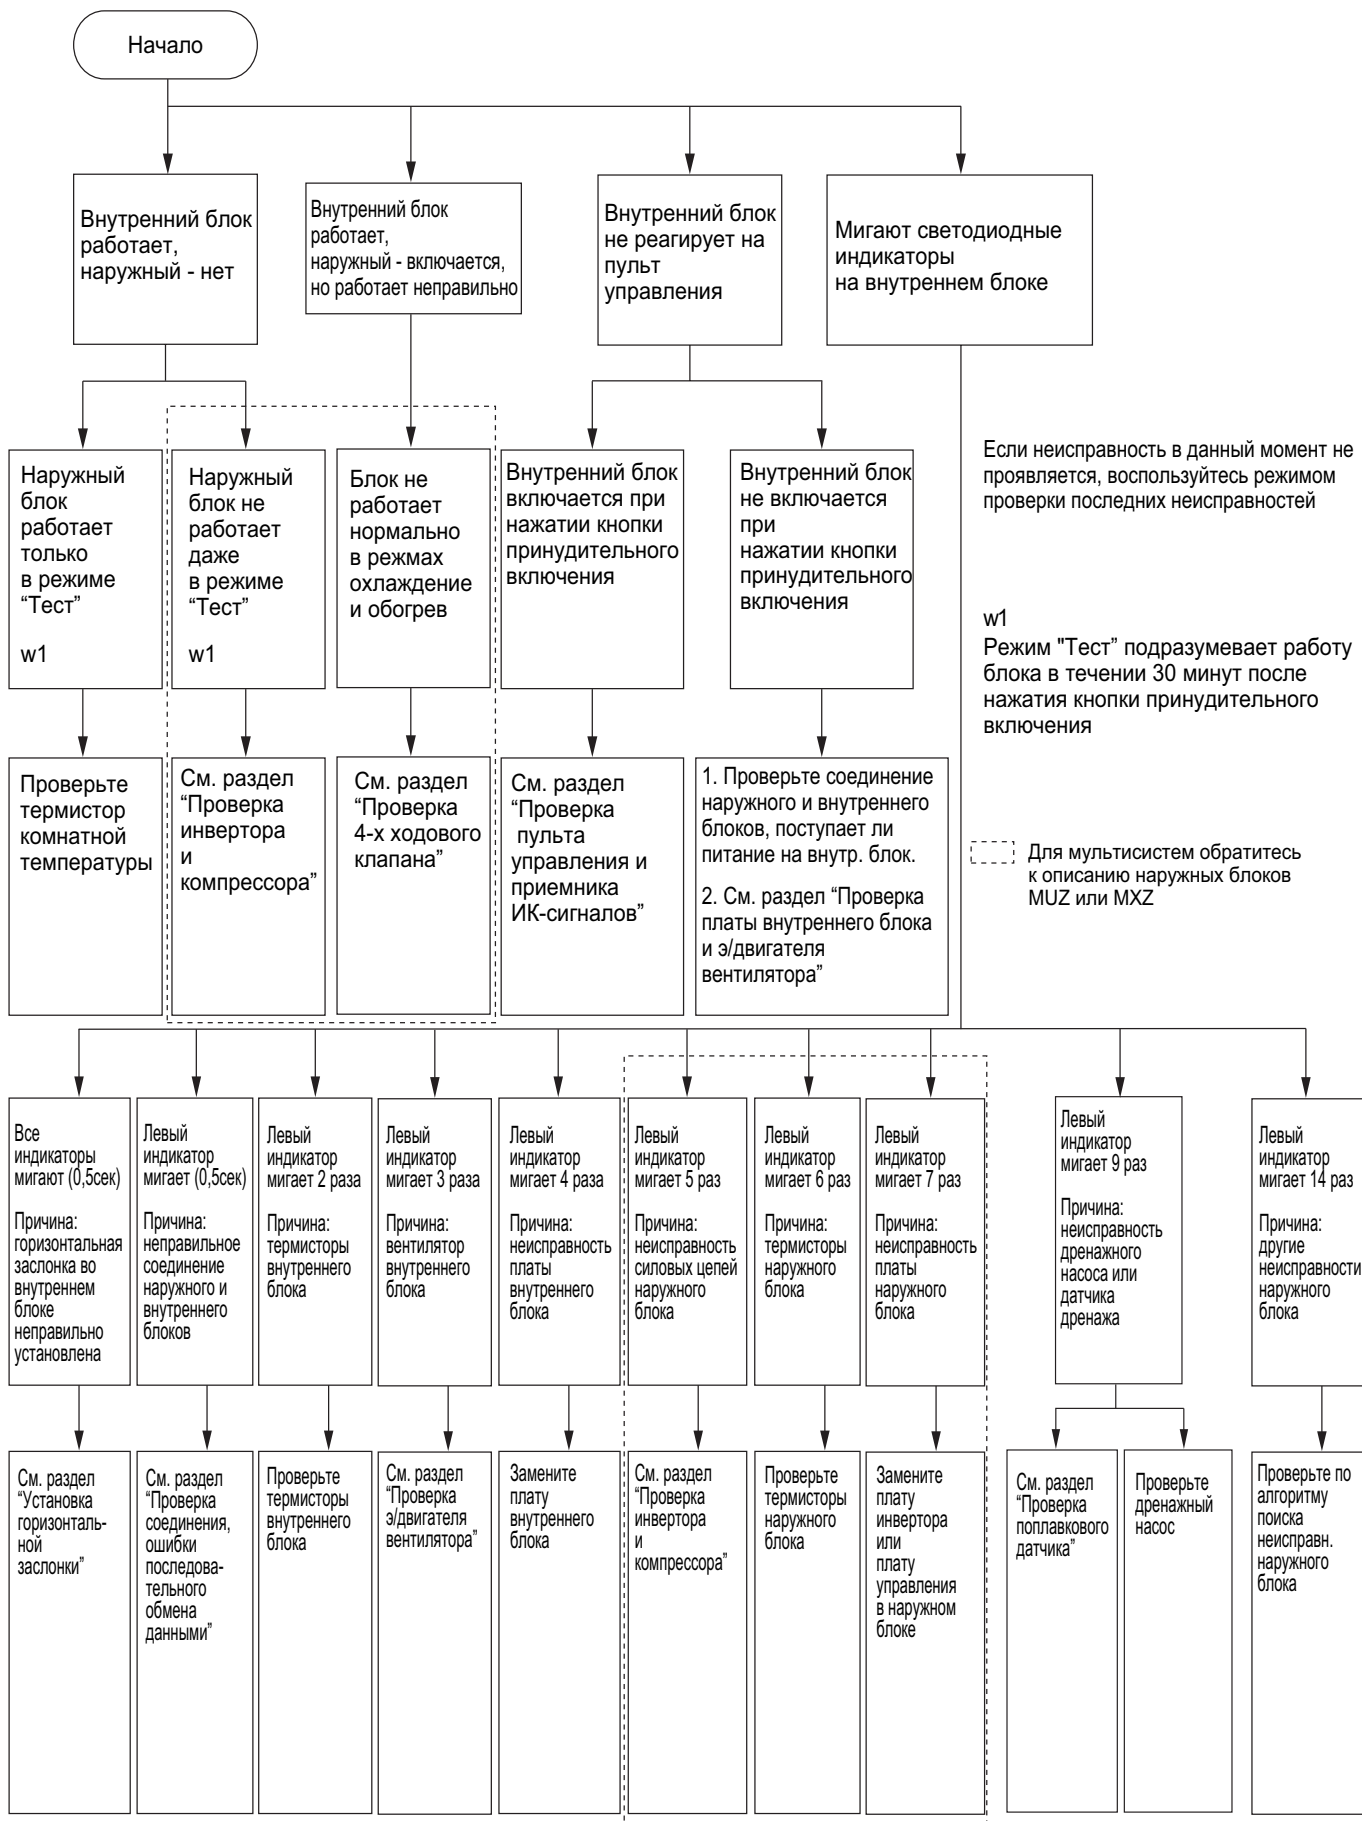 Начало
Внутренний блок
работает,
наружный - нет
Внутренний блок
работает,
наружный - включается,
но работает неправильно
Внутренний блок
не реагирует на
пульт
управления
Мигают светодиодные
индикаторы
на внутреннем блоке
Наружный
блок
работает
только
в режиме
“Тест”
w1
Наружный
блок не
работает
даже
в режиме
“Тест”
w1
Блок не
работает
нормально
в режмах
охлаждение
и обогрев
Внутренний блок
включается при
нажатии кнопки
принудительного
включения
Внутренний блок
не включается
при
нажатии кнопки
принудительного
включения
Если неисправность в данный момент не
проявляется, воспользуйтесь режимом
проверки последних неисправностей
w1
Режим "Тест” подразумевает работу
блока в течении 30 минут после
нажатия кнопки принудительного
включения
Проверьте
термистор
комнатной
температуры
См. раздел
“Проверка
инвертора
и
компрессора”
См. раздел
“Проверка
4-х ходового
клапана”
См. раздел
“Проверка
пульта
управления и
приемника
ИК-сигналов”
1. Проверьте соединение
наружного и внутреннего
блоков, поступает ли
питание на внутр. блок.
2. См. раздел “Проверка
платы внутреннего блока
и э/двигателя
вентилятора”
Для мультисистем обратитесь
к описанию наружных блоков
MUZ или MXZ
Все
индикаторы
мигают (0,5сек)
Причина:
горизонтальная
заслонка во
внутреннем
блоке
неправильно
установлена
Левый
индикатор
мигает (0,5сек)
Причина:
неправильное
соединение
наружного и
внутреннего
блоков
Левый
индикатор
мигает 2 раза
Причина:
термисторы
внутреннего
блока
Левый
индикатор
мигает 3 раза
Причина:
вентилятор
внутреннего
блока
Левый
индикатор
мигает 4 раза
Причина:
неисправность
платы
внутреннего
блока
Левый
индикатор
мигает 5 раз
Причина:
неисправность
силовых цепей
наружного
блока
Левый
индикатор
мигает 6 раз
Причина:
термисторы
наружного
блока
Левый
индикатор
мигает 7 раз
Причина:
неисправность
платы
наружного
блока
Левый
индикатор
мигает 9 раз
Причина:
неисправность
дренажного
насоса или
датчика
дренажа
Левый
индикатор
мигает 14 раз
Причина:
другие
неисправности
наружного
блока
См. раздел
“Установка
горизонталь-
ной
заслонки”
См. раздел
“Проверка
соединения,
ошибки
последова-
тельного
обмена
данными”
Проверьте
термисторы
внутреннего
блока
См. раздел
“Проверка
э/двигателя
вентилятора”
Замените
плату
внутреннего
блока
См. раздел
“Проверка
инвертора
и
компрессора”
Проверьте
термисторы
наружного
блока
Замените
плату
инвертора
или
плату
управления
в наружном
блоке
См. раздел
“Проверка
поплавкового
датчика”
Проверьте
дренажный
насос
Проверьте по
алгоритму
поиска
неисправн.
наружного
блока